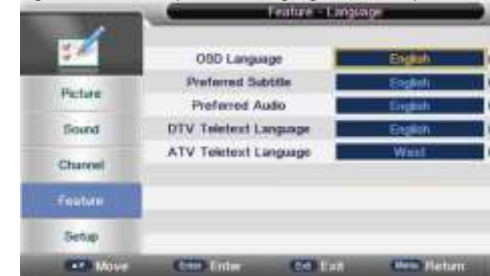 Feature - Language
OSD Language English
Preferred Subtitle English
Preferred Audio English
DTV Teletext Language English
ATV Teletext Language West
Picture
Sound
Channel
Feature
Setup
Move Enter Enter Exit Exit Menu Return